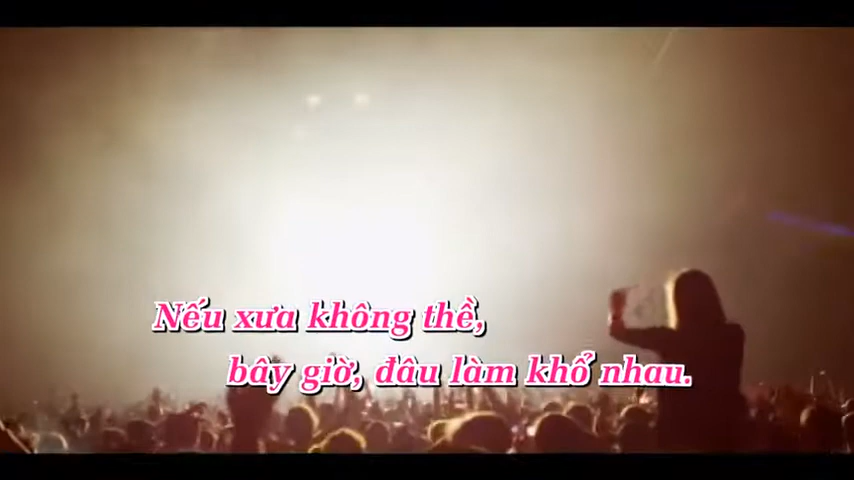 Nếu xưa không thề,
bây giờ, đâu làm khổ nhau.